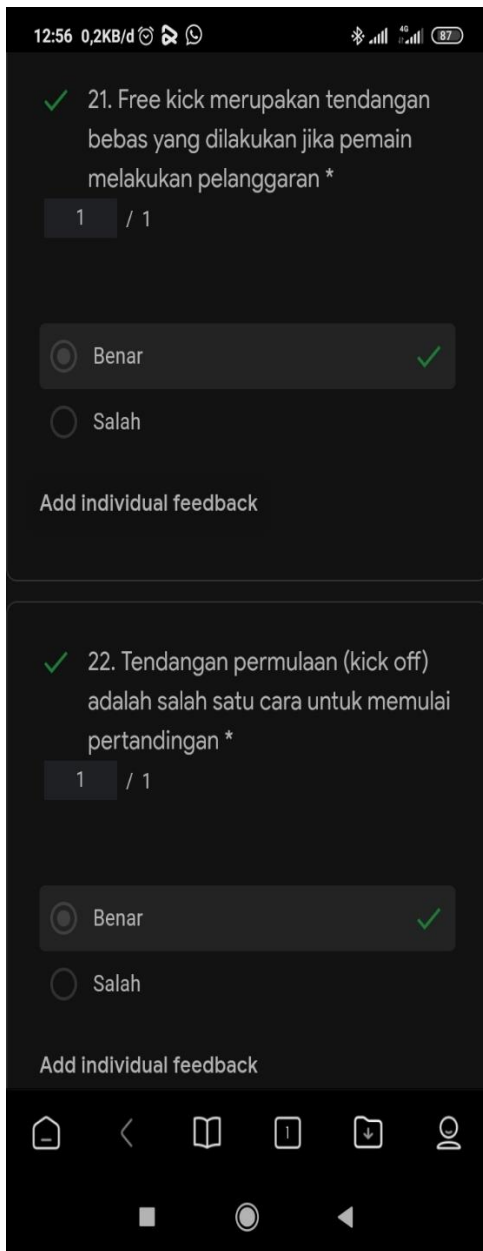 12:56 0,2KB/d
4G
87
21. Free kick merupakan tendangan
bebas yang dilakukan jika pemain
melakukan pelanggaran *
1 / 1
Benar
Salah
Add individual feedback
22. Tendangan permulaan (kick off)
adalah salah satu cara untuk memulai
pertandingan *
1 / 1
Benar
Salah
Add individual feedback
1